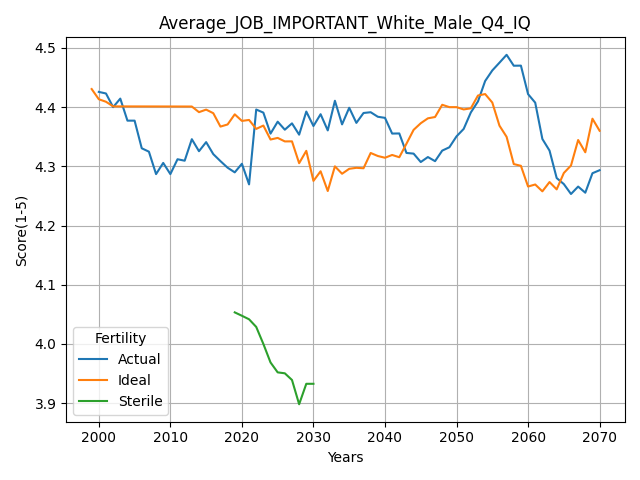 Average_JOB_IMPORTANT_White_Male_Q4_IQ
Score(1-5)
4.5
4.4
4.3
4.2
4.1
4.0
3.9
Fertility
Actual
Ideal
Sterile
2000 2010 2020 2030 2040 2050 2060 2070
Years